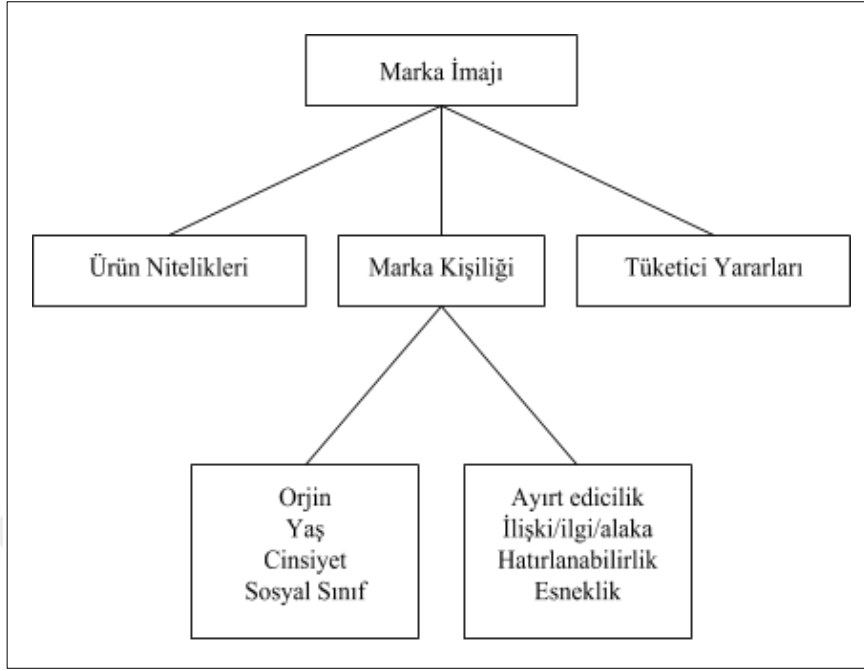 Marka İmajı
Ürün Nitelikleri
Marka Kişiliği
Tüketici Yararları
Orjin
Yaş
Cinsiyet
Sosyal Sınıf
Ayırt edicilik
İlişki/ilgi/alaka
Hatırlanabilirlik
Esneklik